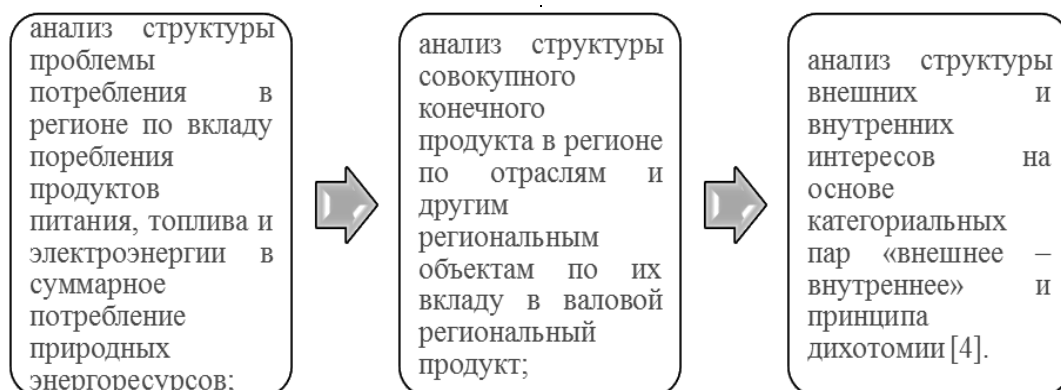 анализ структуры
проблемы
потребления в
регионе по вкладу
поребления
продуктов
питания, топлива и
электроэнергии в
суммарное
потребление
природных
энергоресурсов;
анализ структуры
совокупного
конечного
продукта в регионе
по отраслям и
другим
региональным
объектам по их
вкладу в валовой
региональный
продукт;
анализ структуры
внешних и
внутренних
интересов на
основе
категориальных
пар «внешнее –
внутреннее» и
принципа
дихотомии [4].